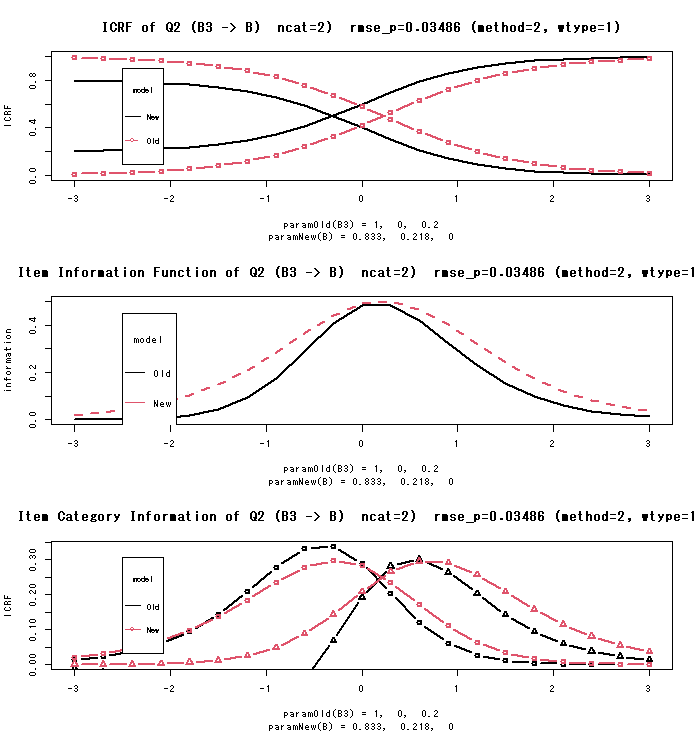 ICRF of Q2 (B3 -> B)  ncat=2)  rmse_p=0.03486 (method=2, wtype=1)
ICRF
0.8
0.4
0.0
model
New
Old
-3 -2 -1 0 1 2 3
paramOld(B3) = 1,  0,  0.2
paramNew(B) = 0.833,  0.218,  0
Item Information Function of Q2 (B3 -> B)  ncat=2)  rmse_p=0.03486 (method=2, wtype=1
information
0.4
0.2
0.0
model
Old
New
-3 -2 -1 0 1 2 3
paramOld(B3) = 1,  0,  0.2
paramNew(B) = 0.833,  0.218,  0
Item Category Information of Q2 (B3 -> B)  ncat=2)  rmse_p=0.03486 (method=2, wtype=1
ICRF
0.30
0.20
0.10
0.00
model
Old
New
-3 -2 -1 0 1 2 3
paramOld(B3) = 1,  0,  0.2
paramNew(B) = 0.833,  0.218,  0